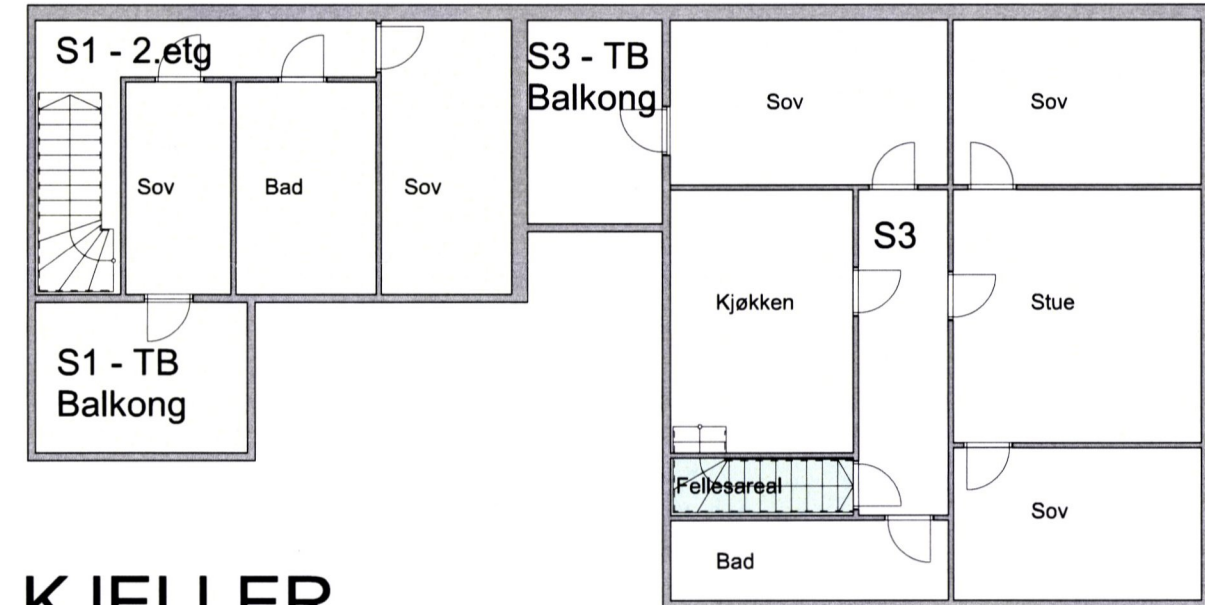 S1 - 2.etg
Sov
Bad
Sov
S1 - TB
Balkong
S3 - TB
Balkong
Sov
Sov
S3
Kjøkken
Stue
Fellesareal
Sov
Bad
KJELLER